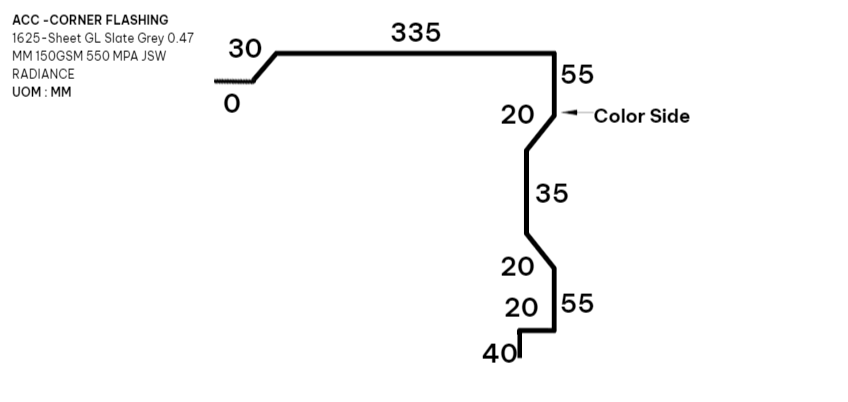 ACC -CORNER FLASHING
1625-Sheet GL Slate Grey 0.47
MM 150GSM 550 MPA JSW
RADIANCE
UOM : MM
335
30
0
55
20
Color Side
35
20
20
55
40